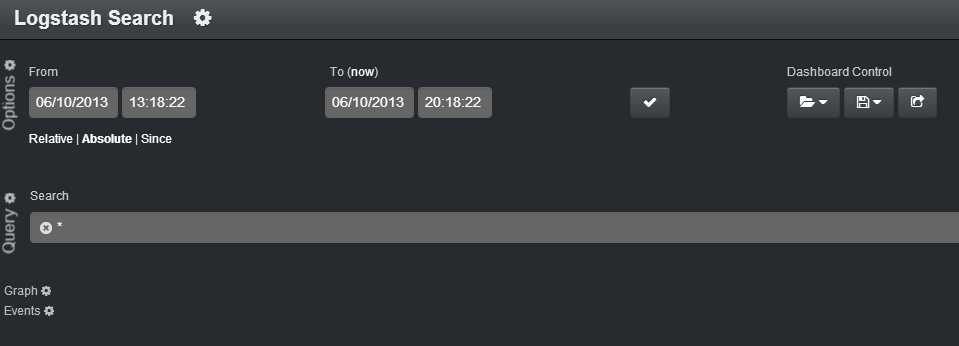 Logstash Search
Options
From
To (now)
Dashboard Control
06/10/2013 13:18:22
06/10/2013 20:18:22
Relative | Absolute | Since
Query
Search
*
Graph
Events